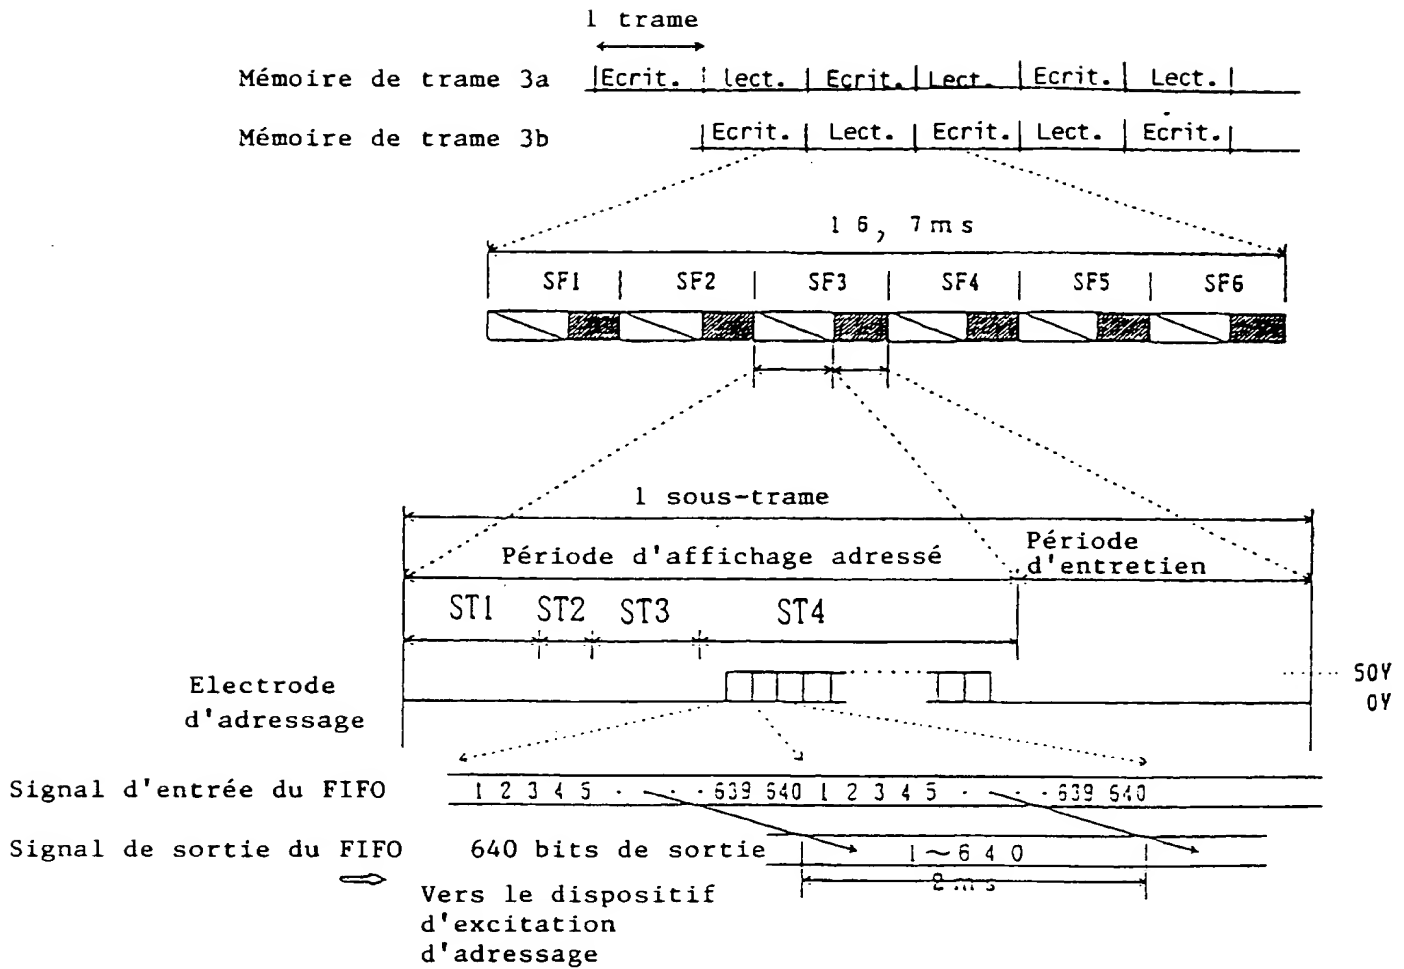 1 trame
Mémoire de trame 3a |Ecrit. | lect. | Ecrit. | Lect. | Ecrit. | Lect. |
Mémoire de trame 3b | Ecrit. | Lect. | Ecrit. | Lect. | Ecrit. |
16, 7ms
SF1 | SF2 | SF3 | SF4 | SF5 | SF6
1 sous-trame
Période d'affichage adressé
Période
d'entretien
ST1 ST2 ST3 ST4
Electrode
d'adressage
50V
0V
Signal d'entrée du FIFO 1 2 3 4 5 · · · 639 640 1 2 3 4 5 · · · 639 640
Signal de sortie du FIFO 640 bits de sortie 1～640
Vers le dispositif
d'excitation
d'adressage